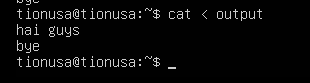 bye
tionusa@tionusa:~$ cat < output
hai guys
bye
tionusa@tionusa:~$ _